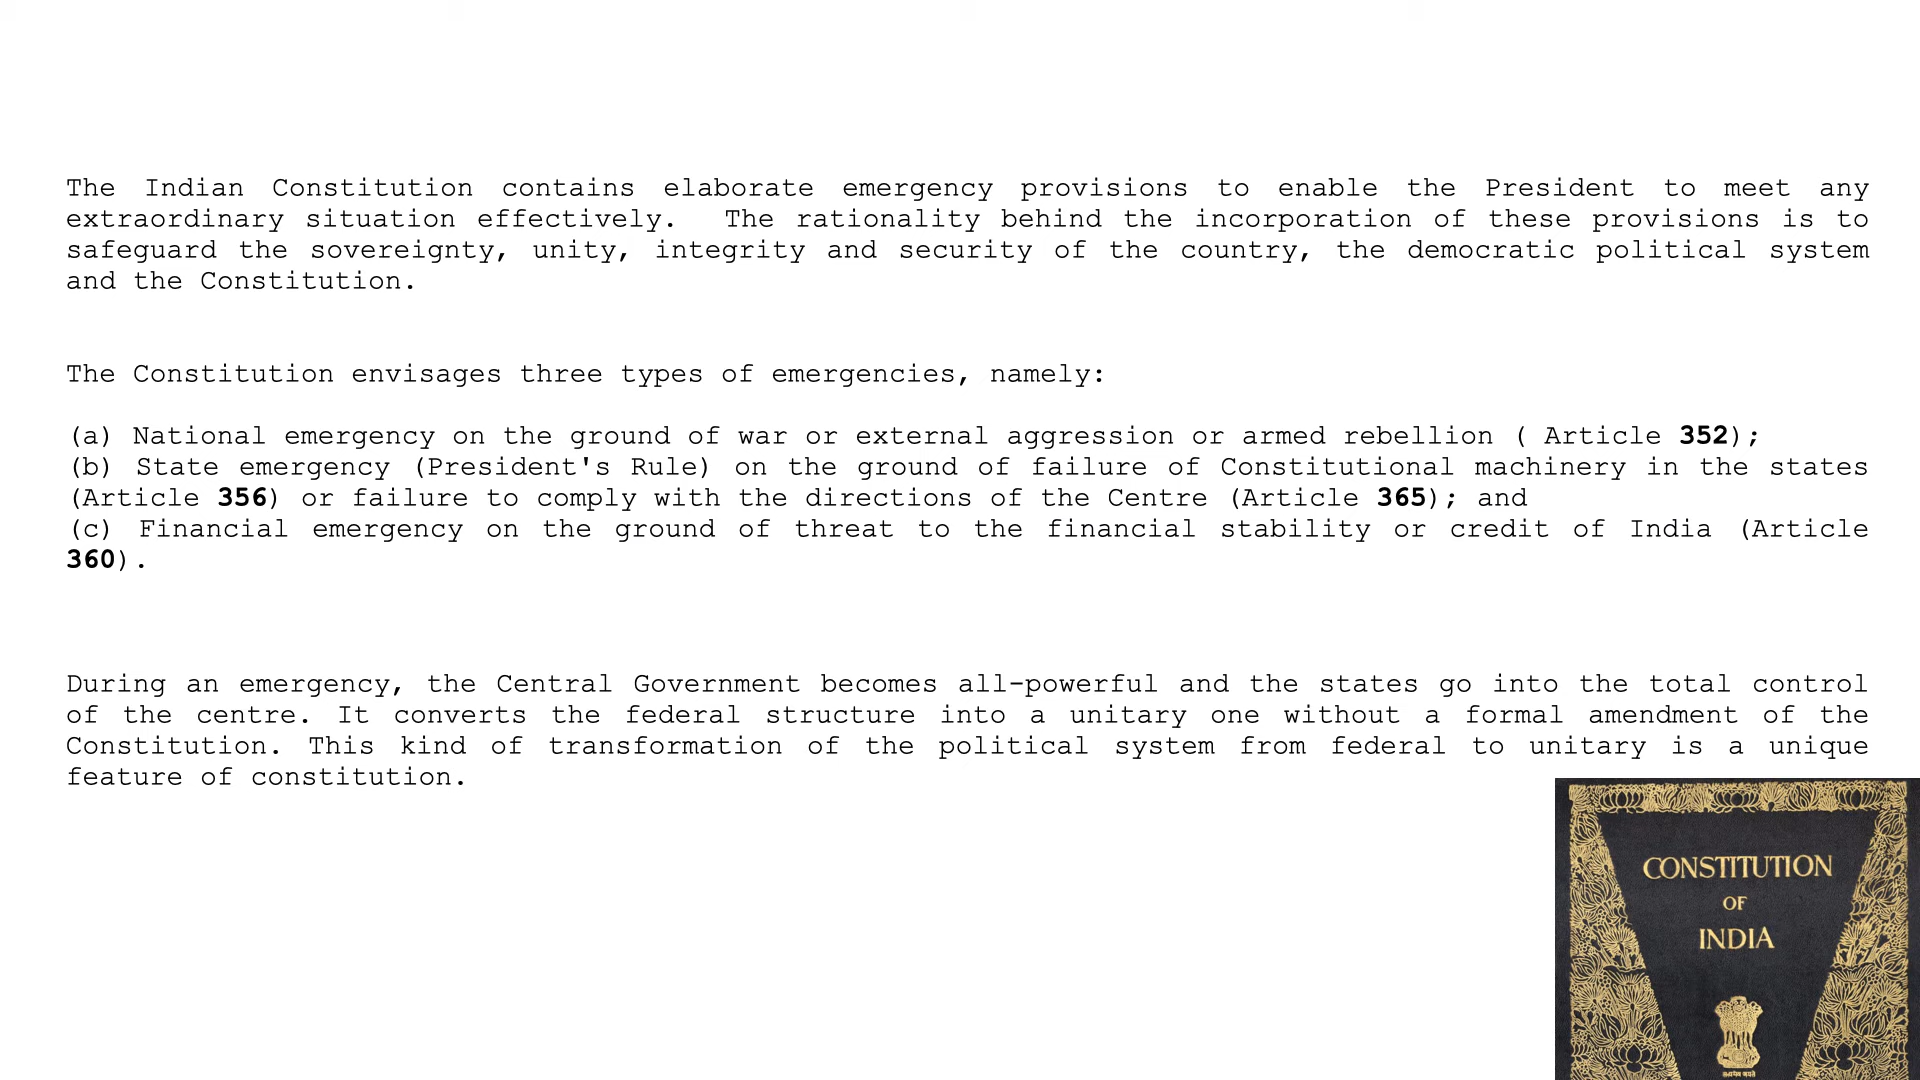 The Indian Constitution contains elaborate emergency provisions to enable the President to meet any
extraordinary situation effectively. The rationality behind the incorporation of these provisions is to
safeguard the sovereignty, unity, integrity and security of the country, the democratic political system
and the Constitution.
The Constitution envisages three types of emergencies, namely:
(a) National emergency on the ground of war or external aggression or armed rebellion ( Article 352);
(b) State emergency (President's Rule) on the ground of failure of Constitutional machinery in the states
(Article 356) or failure to comply with the directions of the Centre (Article 365); and
(c) Financial emergency on the ground of threat to the financial stability or credit of India (Article
360).
During an emergency, the Central Government becomes all-powerful and the states go into the total control
of the centre. It converts the federal structure into a unitary one without a formal amendment of the
Constitution. This kind of transformation of the political system from federal to unitary is a unique
feature of constitution.
CONSTITUTION
OF
INDIA
सत्यमेव जयते